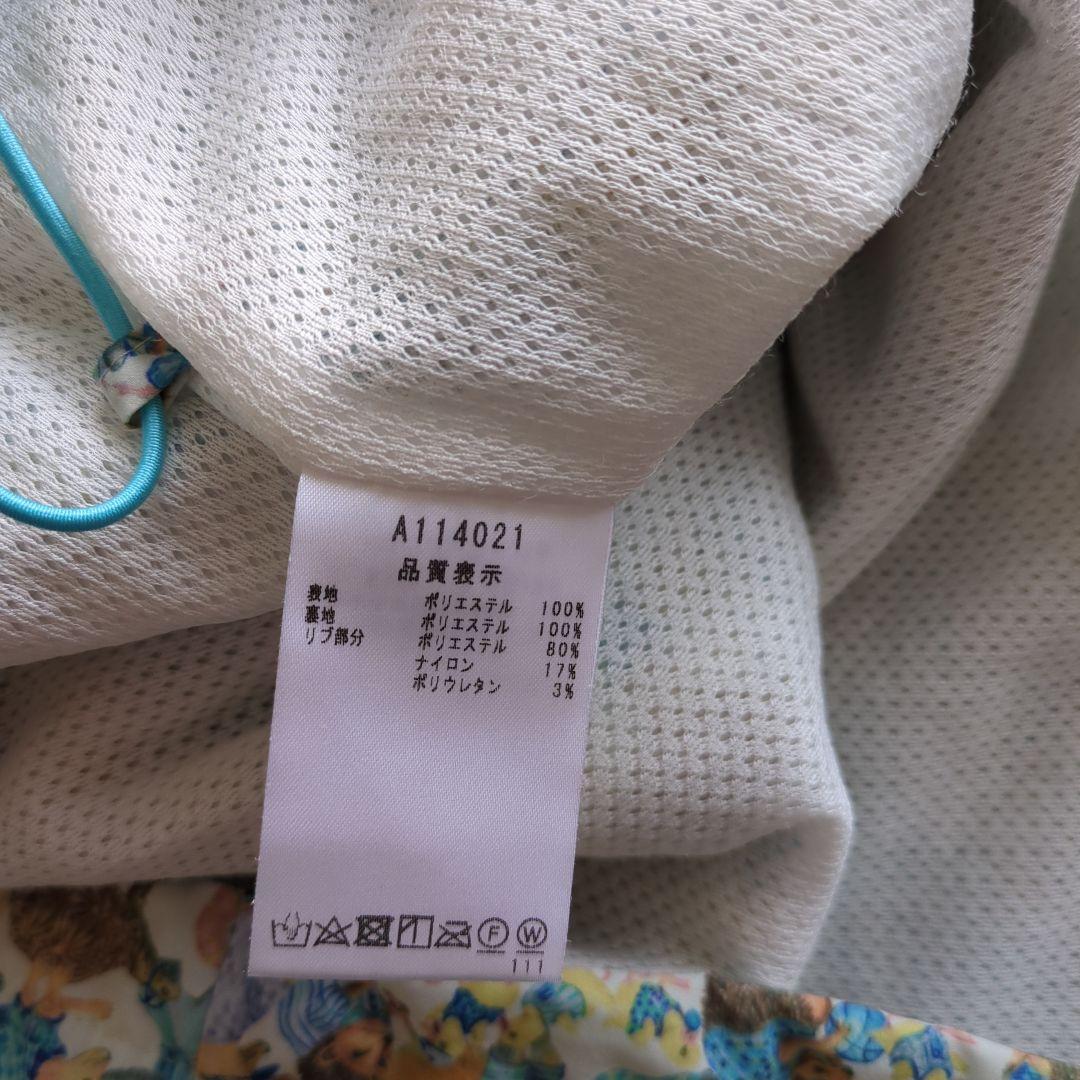 A114021
品質表示
表地 ポリエステル 100%
裏地 ポリエステル 100%
リブ部分 ポリエステル 80%
ナイロン 17%
ポリウレタン 3%
F W
111